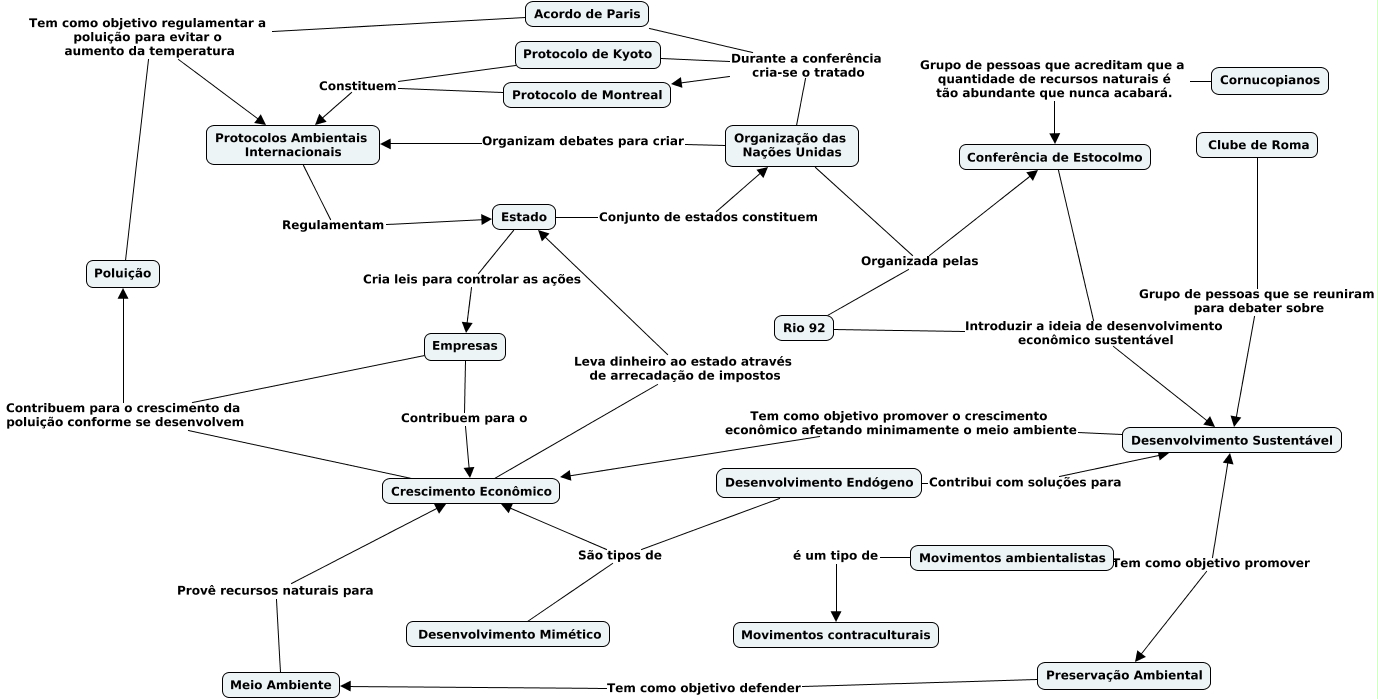 Acordo de Paris
Tem como objetivo regulamentar a
poluição para evitar o
aumento da temperatura
Protocolo de Kyoto
Durante a conferência
cria-se o tratado
Grupo de pessoas que acreditam que a
quantidade de recursos naturais é
tão abundante que nunca acabará.
Cornucopianos
Constituem
Protocolo de Montreal
Protocolos Ambientais
Internacionais
Organizam debates para criar
Organização das
Nações Unidas
Conferência de Estocolmo
Clube de Roma
Regulamentam
Estado
Conjunto de estados constituem
Poluição
Cria leis para controlar as ações
Organizada pelas
Grupo de pessoas que se reuniram
para debater sobre
Rio 92
Introduzir a ideia de desenvolvimento
econômico sustentável
Empresas
Leva dinheiro ao estado através
de arrecadação de impostos
Contribuem para o crescimento da
poluição conforme se desenvolvem
Contribuem para o
Tem como objetivo promover o crescimento
econômico afetando minimamente o meio ambiente
Desenvolvimento Sustentável
Crescimento Econômico
Desenvolvimento Endógeno
Contribui com soluções para
São tipos de
é um tipo de
Movimentos ambientalistas
Tem como objetivo promover
Provê recursos naturais para
Desenvolvimento Mimético
Movimentos contraculturais
Meio Ambiente
Tem como objetivo defender
Preservação Ambiental